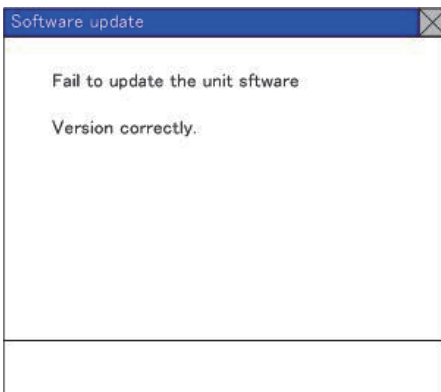 Software update
Fail to update the unit sftware
Version correctly.